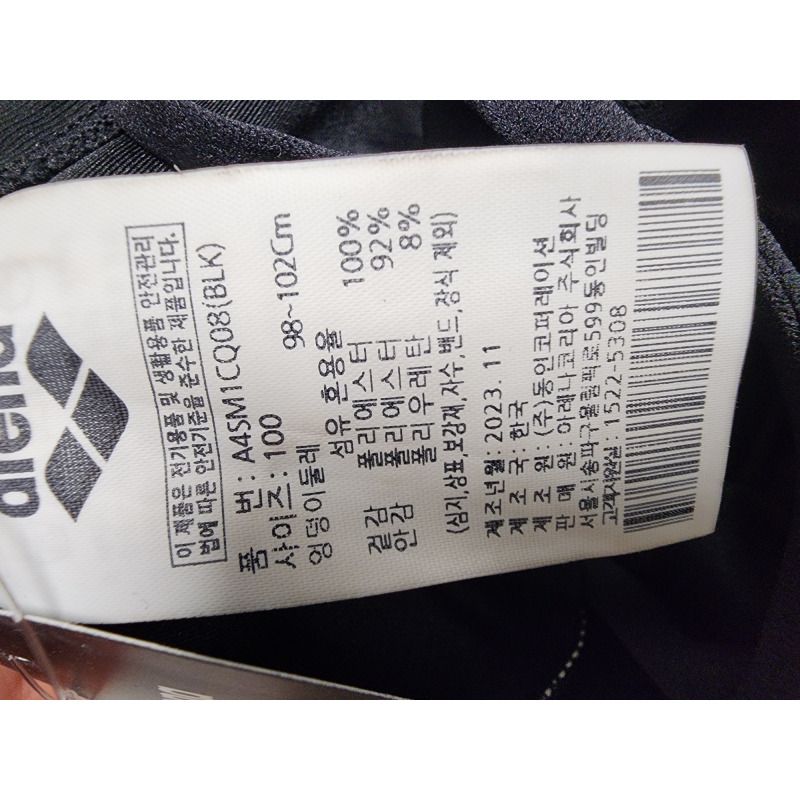 arena
이 제품은 전기용품 및 생활용품 안전관리
법에 따른 안전기준을 준수한 제품입니다.
품 번: A4SM1CQ08(BLK)
사이즈: 100
엉덩이둘레 98~102Cm
섬유 혼용율
겉감 폴리에스터 100%
안감 폴리에스터 92%
폴리우레탄 8%
(심지,상표,보강재,자수,밴드,장식 제외)
제조년월: 2023. 11
제 조 국: 한국
제 조 원: (주)동인코퍼레이션
판 매 원: 아레나코리아 주식회사
서울시송파구올림픽로599동인빌딩
고객지원실: 1522-5308